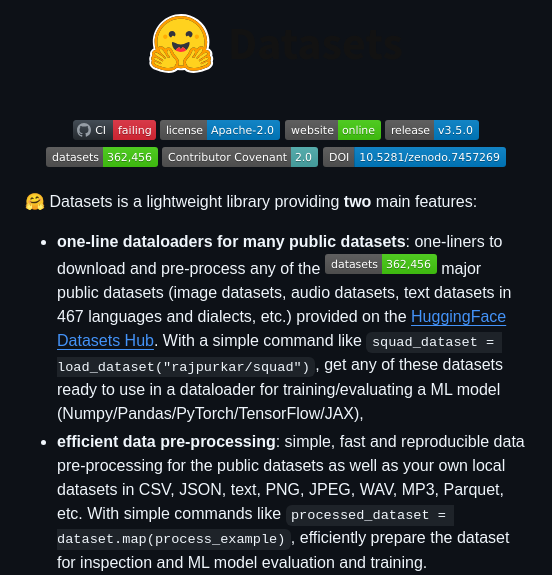 Datasets
CI failing license Apache-2.0 website online release v3.5.0
datasets 362,456 Contributor Covenant 2.0 DOI 10.5281/zenodo.7457269
🤗 Datasets is a lightweight library providing two main features:
• one-line dataloaders for many public datasets: one-liners to
download and pre-process any of the datasets 362,456 major
public datasets (image datasets, audio datasets, text datasets in
467 languages and dialects, etc.) provided on the HuggingFace
Datasets Hub. With a simple command like squad_dataset =
load_dataset("rajpurkar/squad"), get any of these datasets
ready to use in a dataloader for training/evaluating a ML model
(Numpy/Pandas/PyTorch/TensorFlow/JAX),
• efficient data pre-processing: simple, fast and reproducible data
pre-processing for the public datasets as well as your own local
datasets in CSV, JSON, text, PNG, JPEG, WAV, MP3, Parquet,
etc. With simple commands like processed_dataset =
dataset.map(process_example), efficiently prepare the dataset
for inspection and ML model evaluation and training.